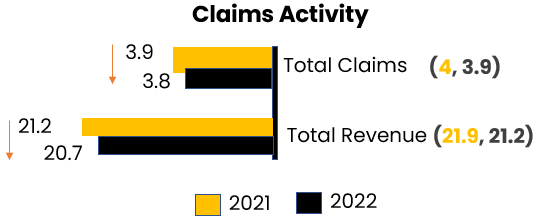 Claims Activity
3.9
Total Claims (4, 3.9)
3.8
21.2
Total Revenue (21.9, 21.2)
20.7
2021 2022